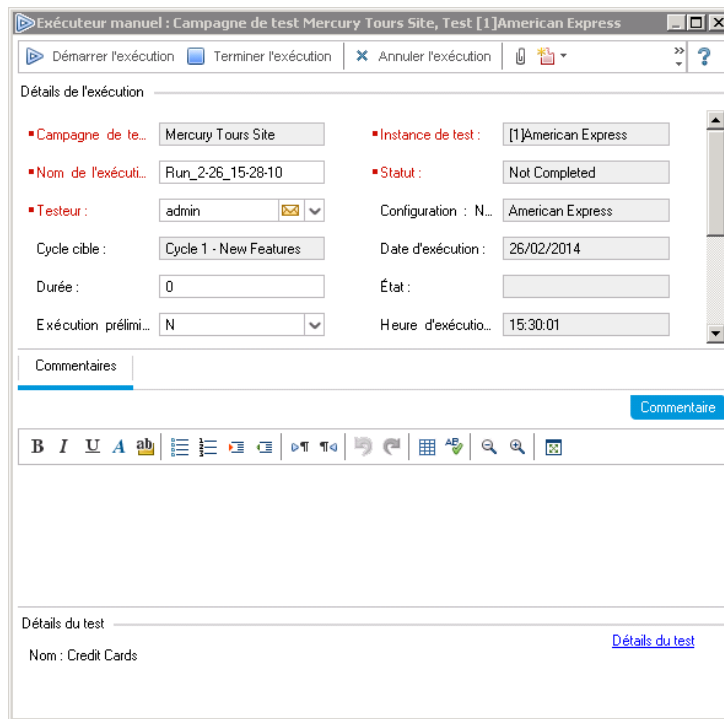 Exécuteur manuel : Campagne de test Mercury Tours Site, Test [1]American Express
Démarrer l'exécution Terminer l'exécution Annuler l'exécution
Détails de l'exécution
Campagne de te... Mercury Tours Site Instance de test : [1]American Express
Nom de l'exécuti... Run_2-26_15-28-10 Statut : Not Completed
Testeur : admin Configuration : N... American Express
Cycle cible : Cycle 1 - New Features Date d'exécution : 26/02/2014
Durée : 0 État :
Exécution prélimi... N Heure d'exécutio... 15:30:01
Commentaires
Commentaire
B I U A ab
Détails du test
Détails du test
Nom : Credit Cards